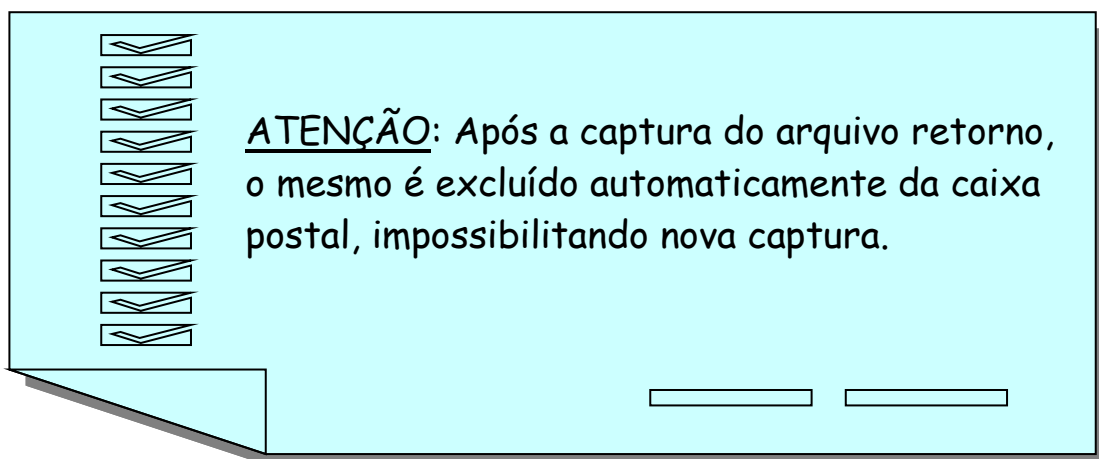 ATENÇÃO: Após a captura do arquivo retorno,
o mesmo é excluído automaticamente da caixa
postal, impossibilitando nova captura.